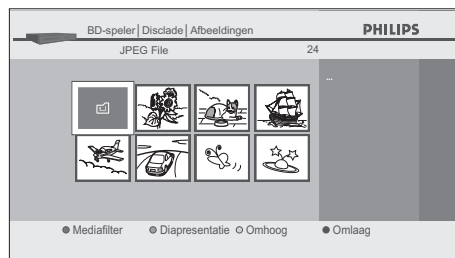 BD-speler | Disclade | Afbeeldingen
PHILIPS
JPEG File
24
...
Mediafilter
Diapresentatie
Omhoog
Omlaag